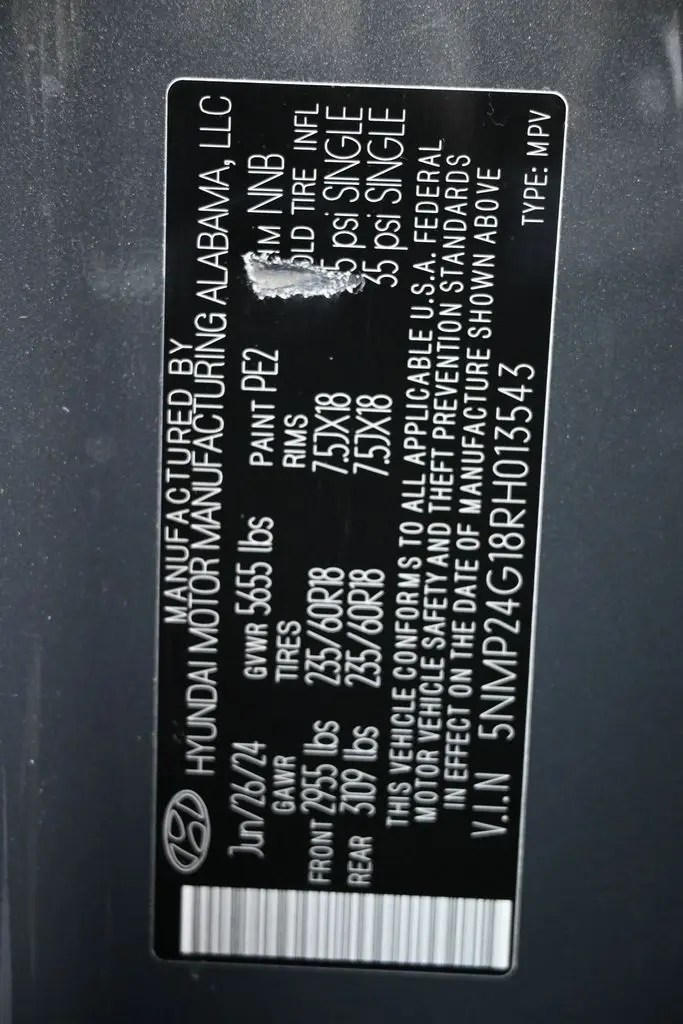 MANUFACTURED BY
HYUNDAI MOTOR MANUFACTURING ALABAMA, LLC
Jun/26/24 GVWR 5655 lbs PAINT PE2 NNB
GAWR TIRES RIMS TIRE INFL
FRONT 2955 lbs 235/60R18 7.5JX18 psi SINGLE
REAR 3109 lbs 235/60R18 7.5JX18 35 psi SINGLE
THIS VEHICLE CONFORMS TO ALL APPLICABLE U.S.A. FEDERAL
MOTOR VEHICLE SAFETY AND THEFT PREVENTION STANDARDS
IN EFFECT ON THE DATE OF MANUFACTURE SHOWN ABOVE
V.I.N 5NMP24G18RH013543 TYPE: MPV